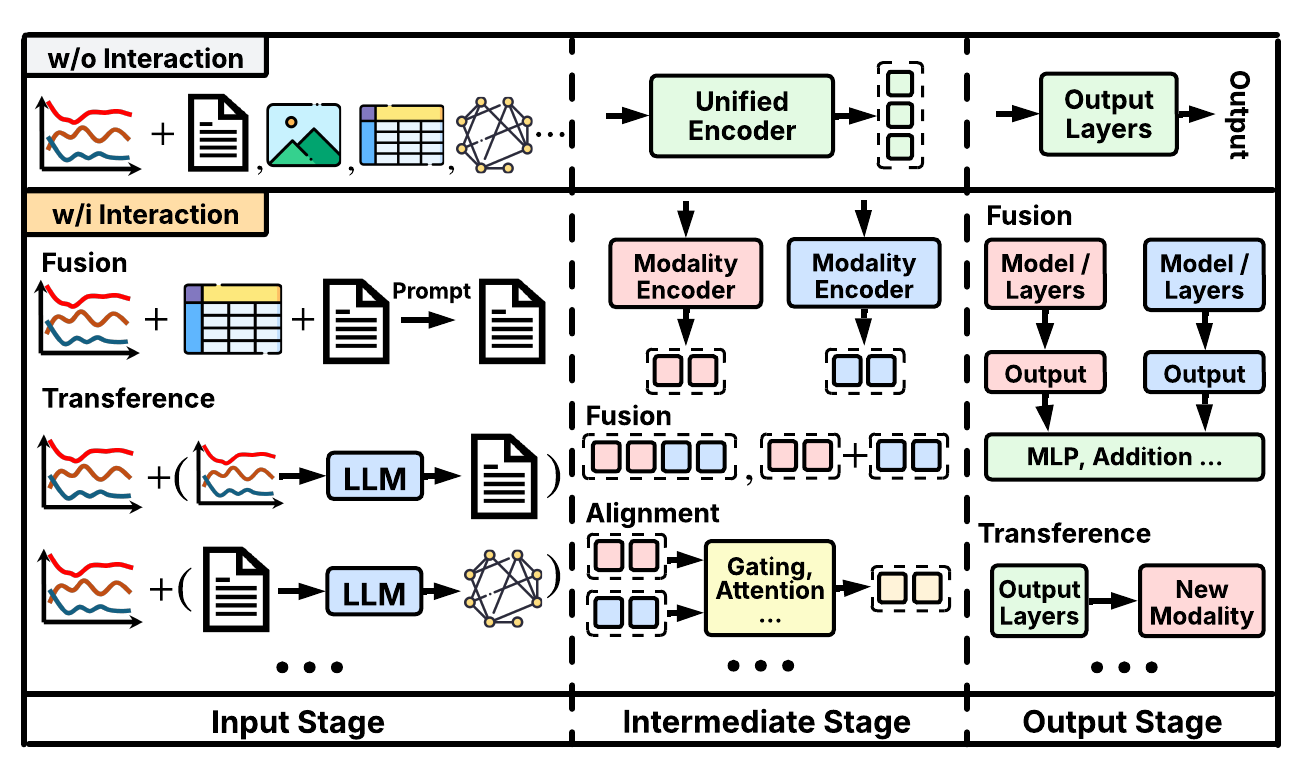 w/o Interaction
+
,
,
,
...
Unified
Encoder
Output
Layers
Output
w/i Interaction
Fusion
+
+
Prompt
Transference
+(
LLM
)
+(
LLM
)
• • •
Modality
Encoder
Modality
Encoder
Fusion
,
+
Alignment
Gating,
Attention
...
• • •
Fusion
Model /
Layers
Model /
Layers
Output
Output
MLP, Addition ...
Transference
Output
Layers
New
Modality
• • •
Input Stage
Intermediate Stage
Output Stage